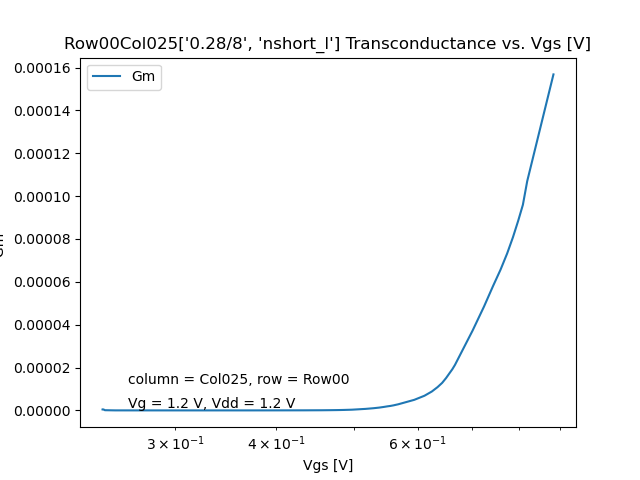 Row00Col025['0.28/8', 'nshort_l'] Transconductance vs. Vgs [V]
Gm
0.00016
0.00014
0.00012
0.00010
0.00008
0.00006
0.00004
0.00002
0.00000
column = Col025, row = Row00
Vg = 1.2 V, Vdd = 1.2 V
3 × 10⁻¹
4 × 10⁻¹
6 × 10⁻¹
Vgs [V]